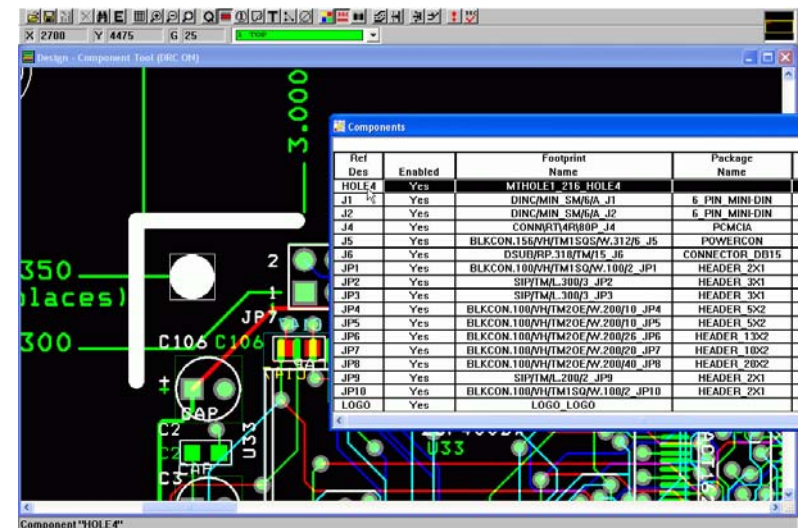 X 2700 Y 4475 G 25 1 TOP
Design - Component Tool (DRC ON)
3.000
.350
places)
.300
2
1
JP7
C106 C106
CAP
C2
C2
CAP
C3
U33
U33
Components
Ref Des Enabled Footprint Name Package Name
HOLE4 Yes MTHOLE1_216_HOLE4
J1 Yes DINC/MIN_SM/6/A_J1 6_PIN_MINI-DIN
J2 Yes DINC/MIN_SM/6/A_J2 6_PIN_MINI-DIN
J4 Yes CONN\RT\4R\80P_J4 PCMCIA
J5 Yes BLKCON.156/VH/TM1SQS/W.312/6_J5 POWERCON
J6 Yes DSUB/RP.318/TM/15_J6 CONNECTOR_DB15
JP1 Yes BLKCON.100/VH/TM1SQ/W.100/2_JP1 HEADER_2X1
JP2 Yes SIP/TM/L.300/3_JP2 HEADER_3X1
JP3 Yes SIP/TM/L.300/3_JP3 HEADER_3X1
JP4 Yes BLKCON.100/VH/TM2OE/W.200/10_JP4 HEADER_5X2
JP5 Yes BLKCON.100/VH/TM2OE/W.200/10_JP5 HEADER_5X2
JP6 Yes BLKCON.100/VH/TM2OE/W.200/26_JP6 HEADER_13X2
JP7 Yes BLKCON.100/VH/TM2OE/W.200/20_JP7 HEADER_10X2
JP8 Yes BLKCON.100/VH/TM2OE/W.200/40_JP8 HEADER_20X2
JP9 Yes SIP/TM/L.200/2_JP9 HEADER_2X1
JP10 Yes BLKCON.100/VH/TM1SQ/W.100/2_JP10 HEADER_2X1
LOGO Yes LOGO_LOGO
Component "HOLE4"